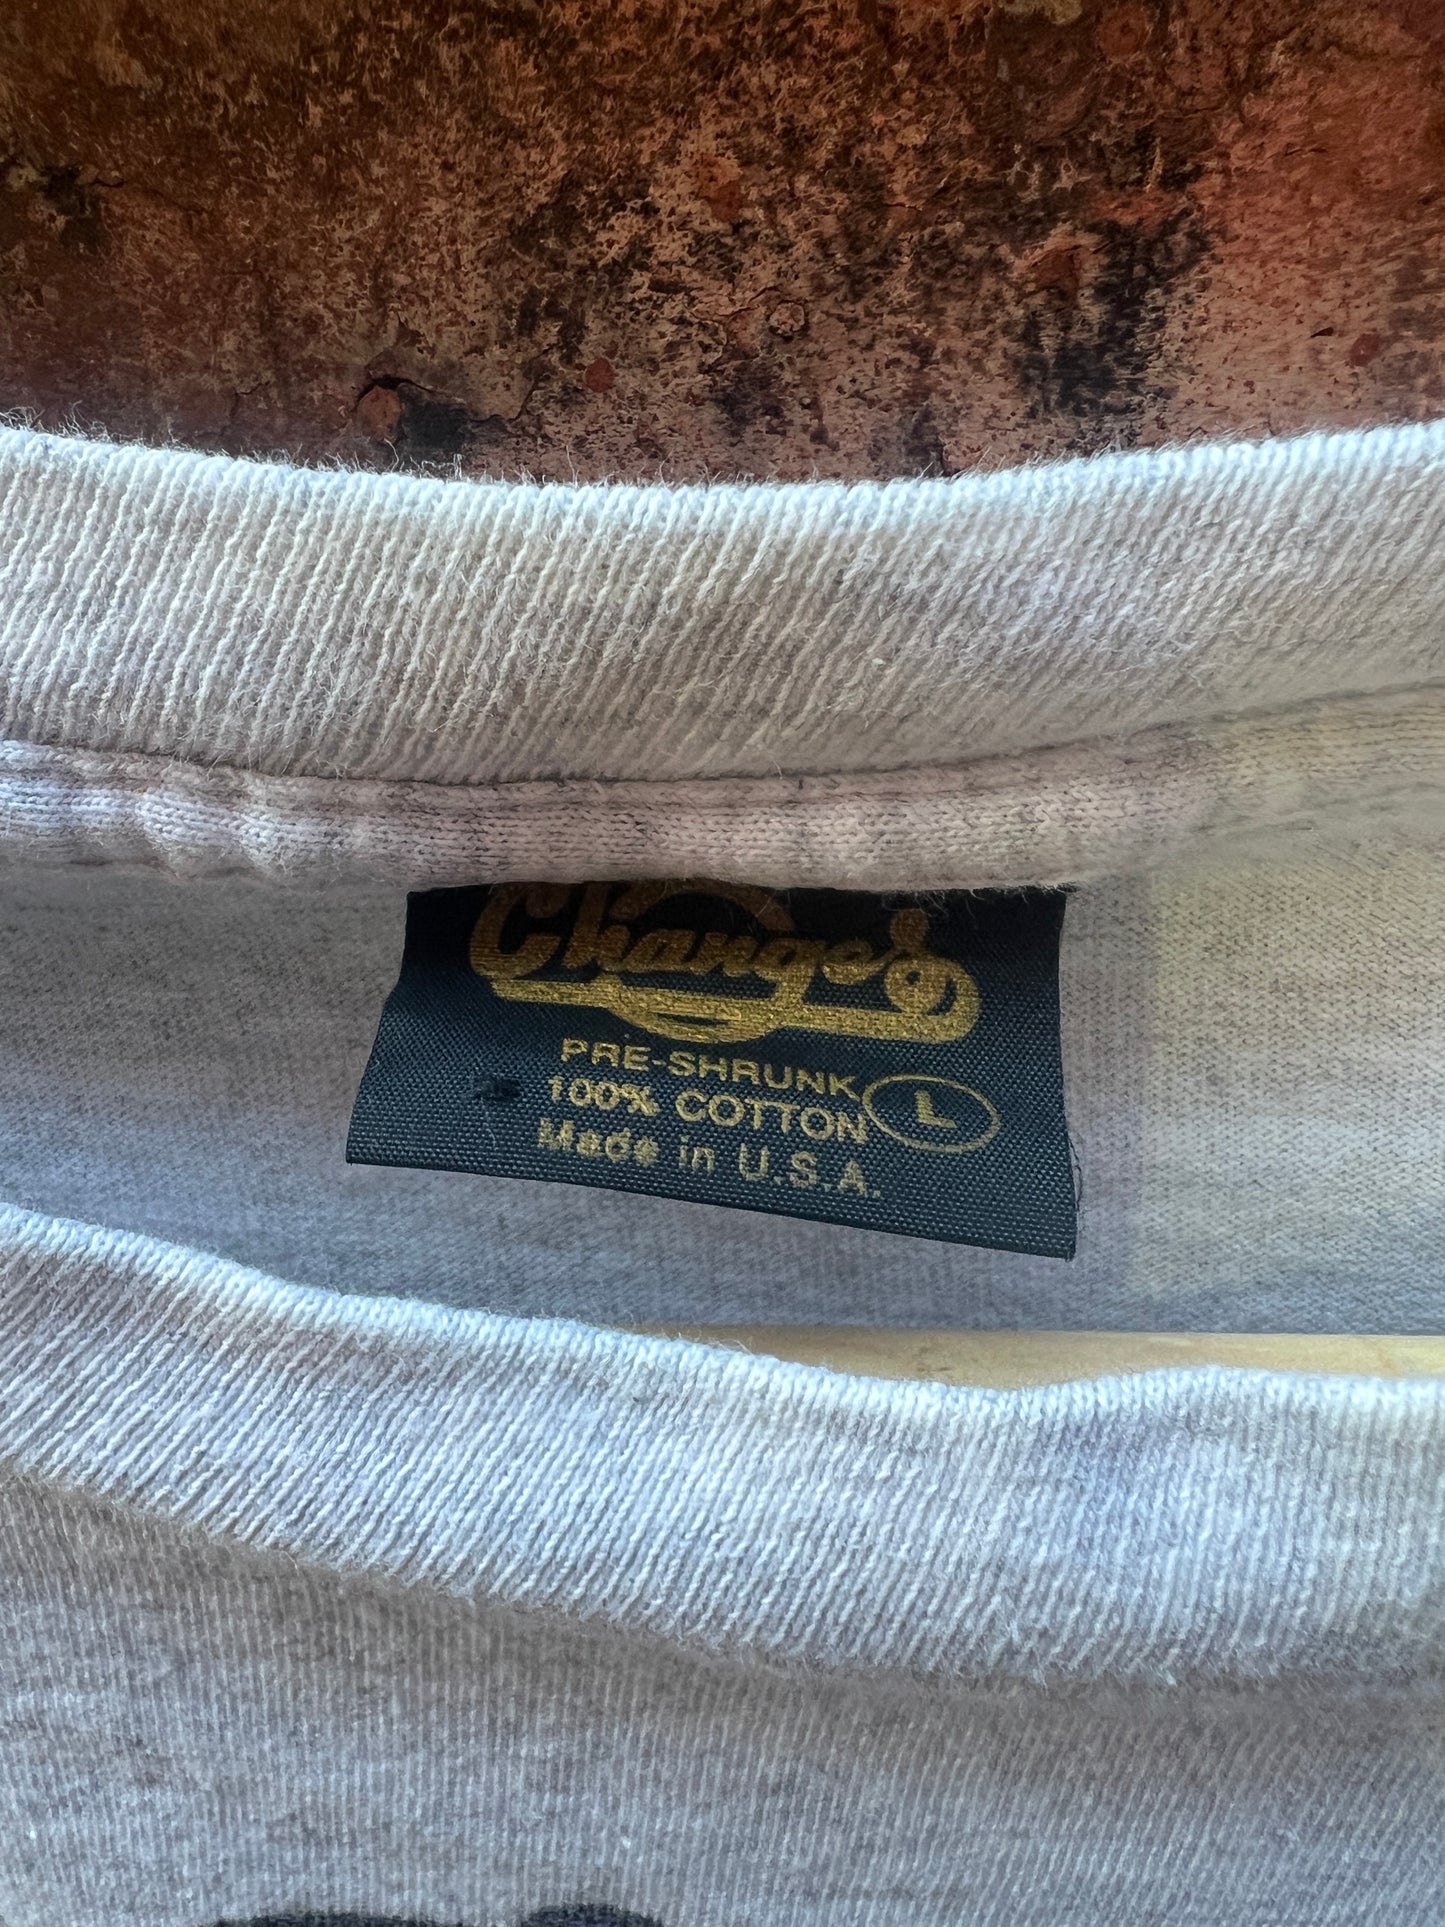 Changes
PRE-SHRUNK
100% COTTON
L
Made in U.S.A.